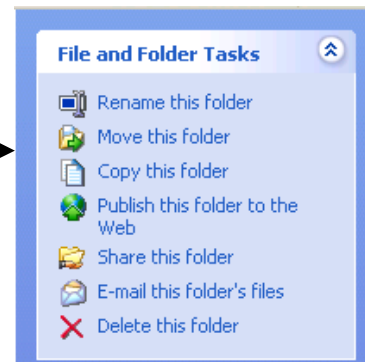 File and Folder Tasks
Rename this folder
Move this folder
Copy this folder
Publish this folder to the
Web
Share this folder
E-mail this folder's files
Delete this folder